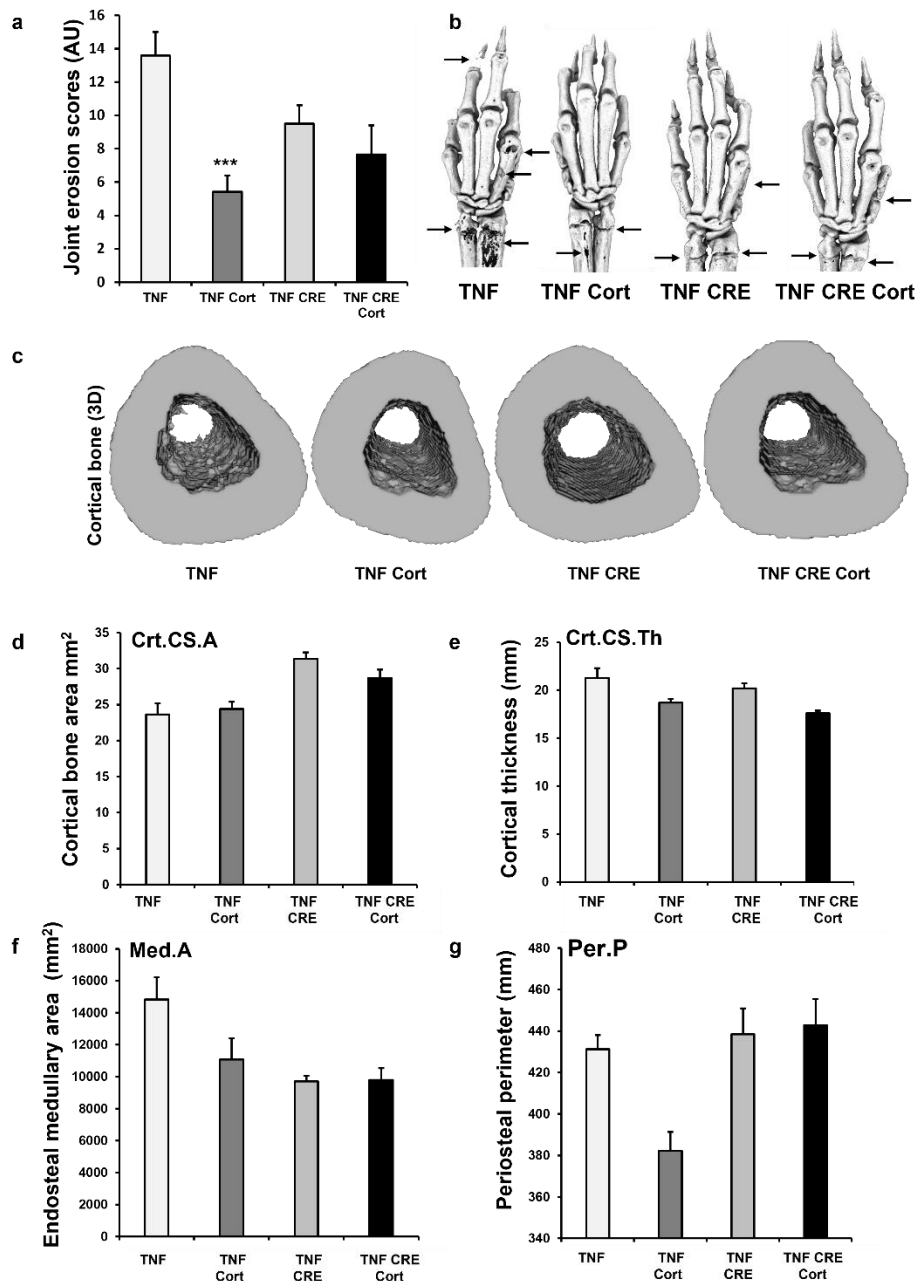 a
Joint erosion scores (AU)
16
14
12
10
8
6
4
2
0
***
TNF
TNF Cort
TNF CRE
TNF CRE
Cort
b
TNF
TNF Cort
TNF CRE
TNF CRE Cort
c
Cortical bone (3D)
TNF
TNF Cort
TNF CRE
TNF CRE Cort
d
Crt.CS.A
Cortical bone area mm²
35
30
25
20
15
10
5
0
TNF
TNF
Cort
TNF
CRE
TNF CRE
Cort
e
Crt.CS.Th
Cortical thickness (mm)
25
20
15
10
5
0
TNF
TNF
Cort
TNF
CRE
TNF CRE
Cort
f
Med.A
Endosteal medullary area (mm²)
18000
16000
14000
12000
10000
8000
6000
4000
2000
0
TNF
TNF
Cort
TNF
CRE
TNF CRE
Cort
g
Per.P
Periosteal perimeter (mm)
480
460
440
420
400
380
360
340
TNF
TNF
Cort
TNF
CRE
TNF CRE
Cort